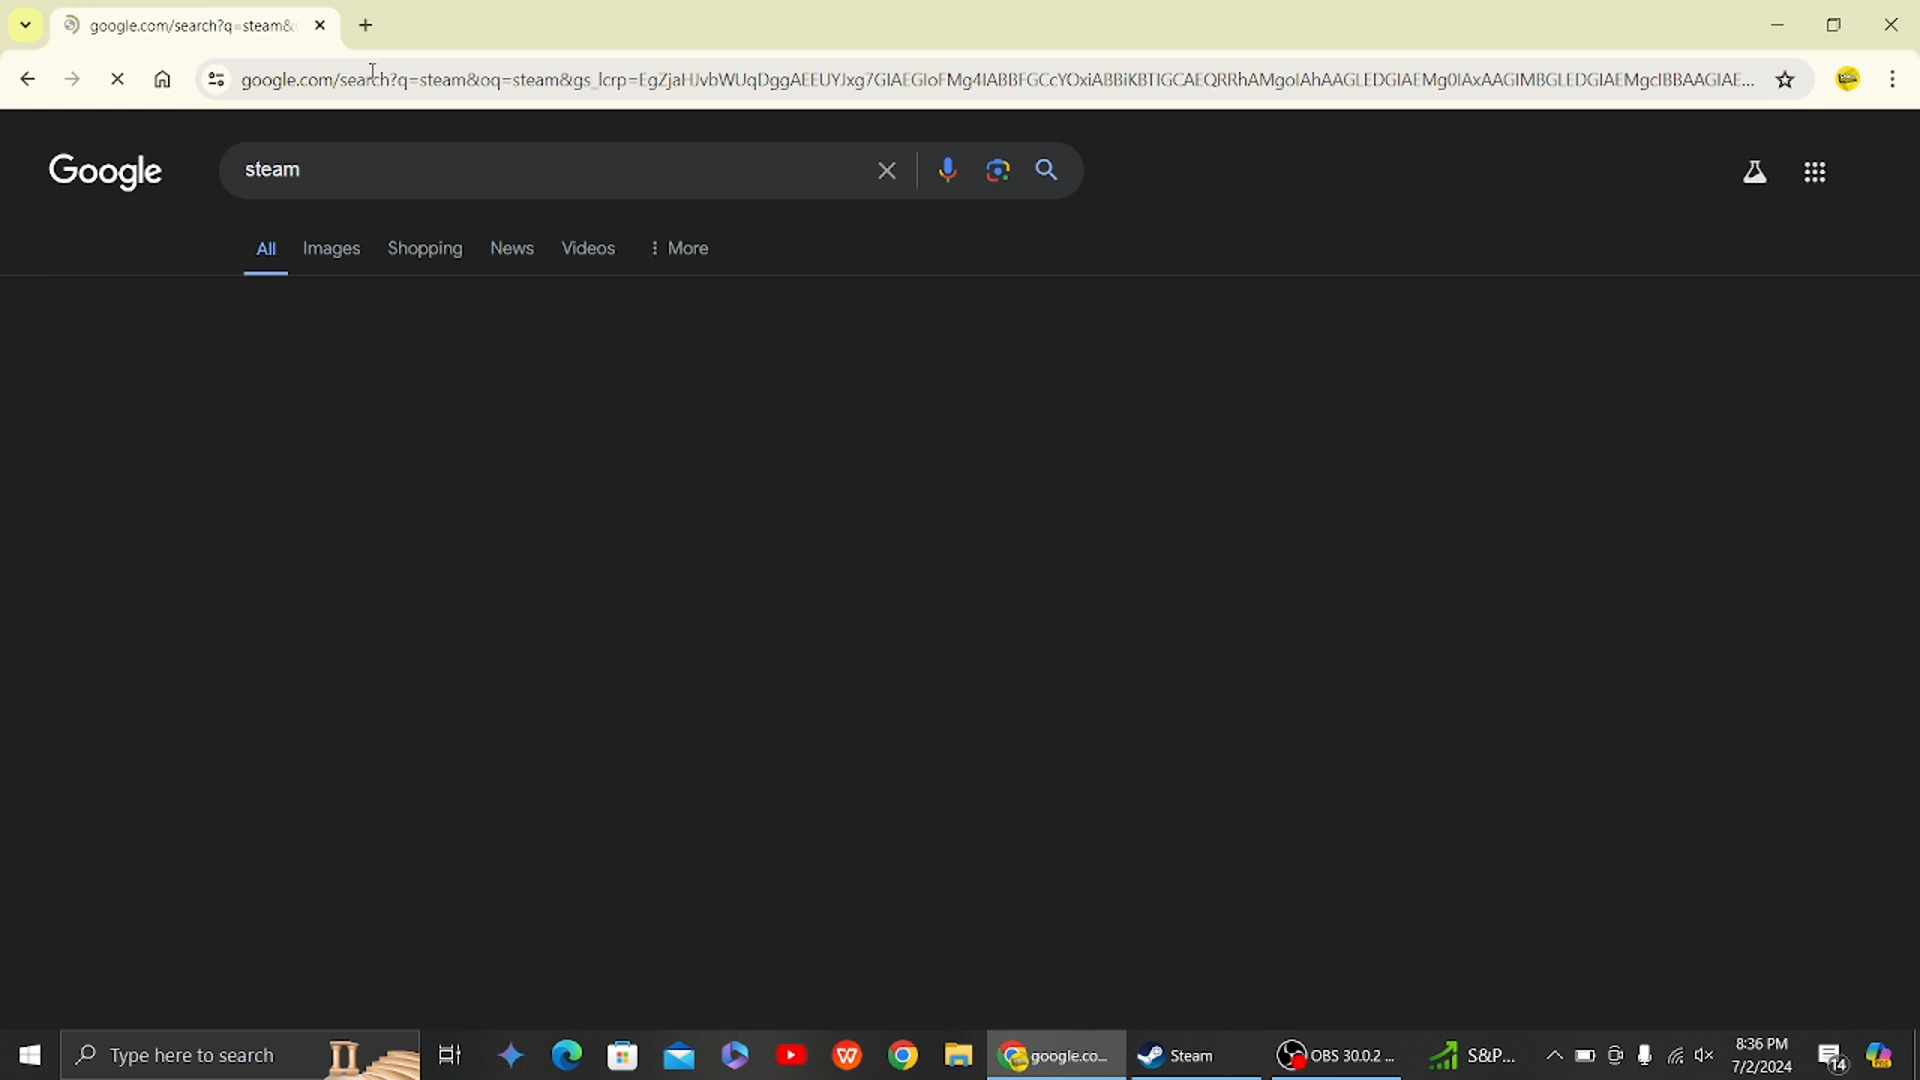 google.com/search?q=steam&
google.com/search?q=steam&oq=steam&gs_lcrp=
Google
steam
All
Images
Shopping
News
Videos
More
Type here to search
google.co...
Steam
OBS 30.0.2 ...
S&P...
8:36 PM
7/2/2024
14